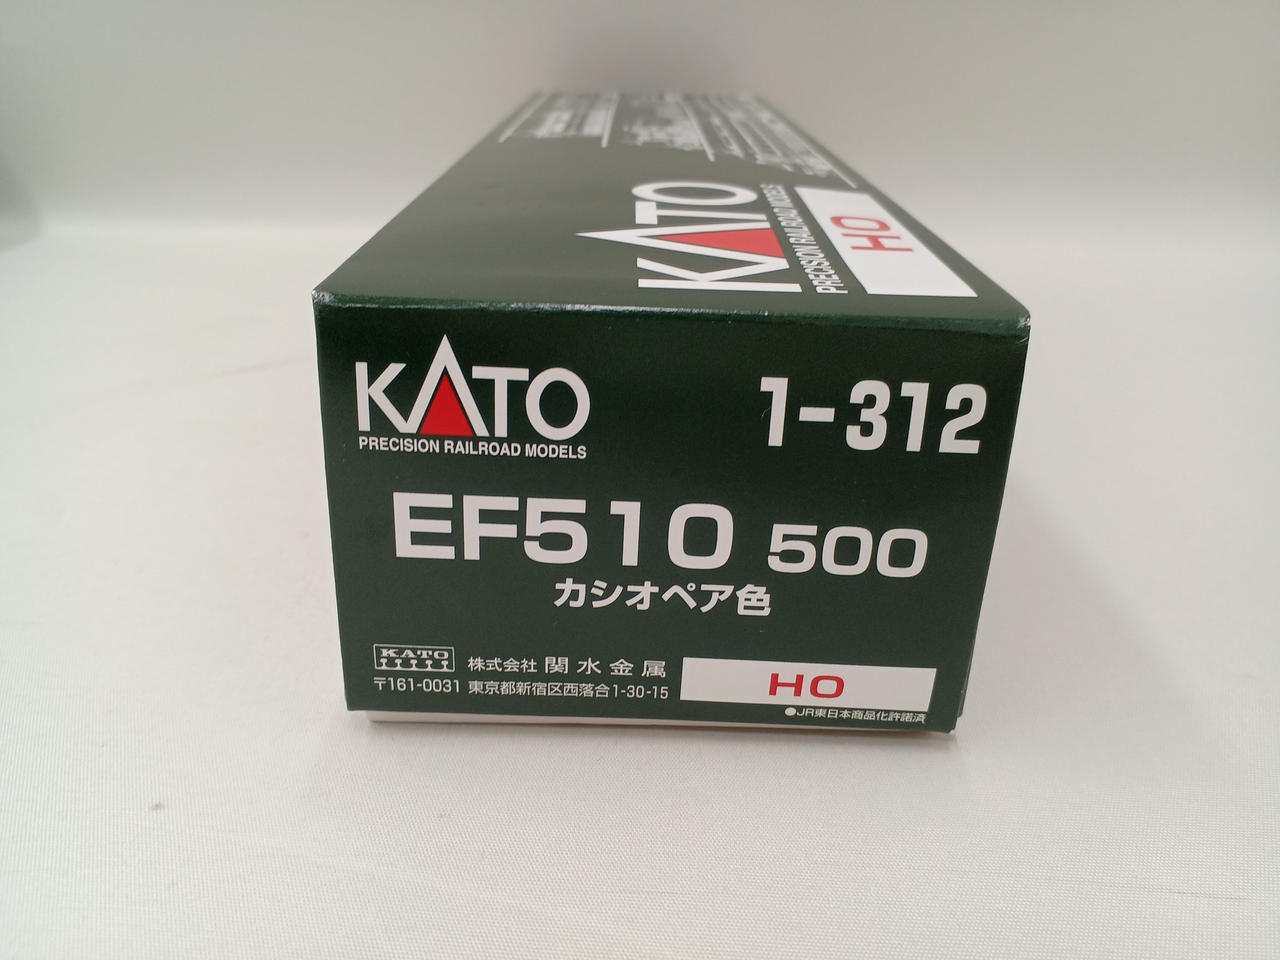 KATO
PRECISION RAILROAD MODELS
HO
KATO
PRECISION RAILROAD MODELS
1-312
EF510 500
カシオペア色
KATO
株式会社 関水金属
〒161-0031 東京都新宿区西落合1-30-15
HO
●JR東日本商品化許諾済